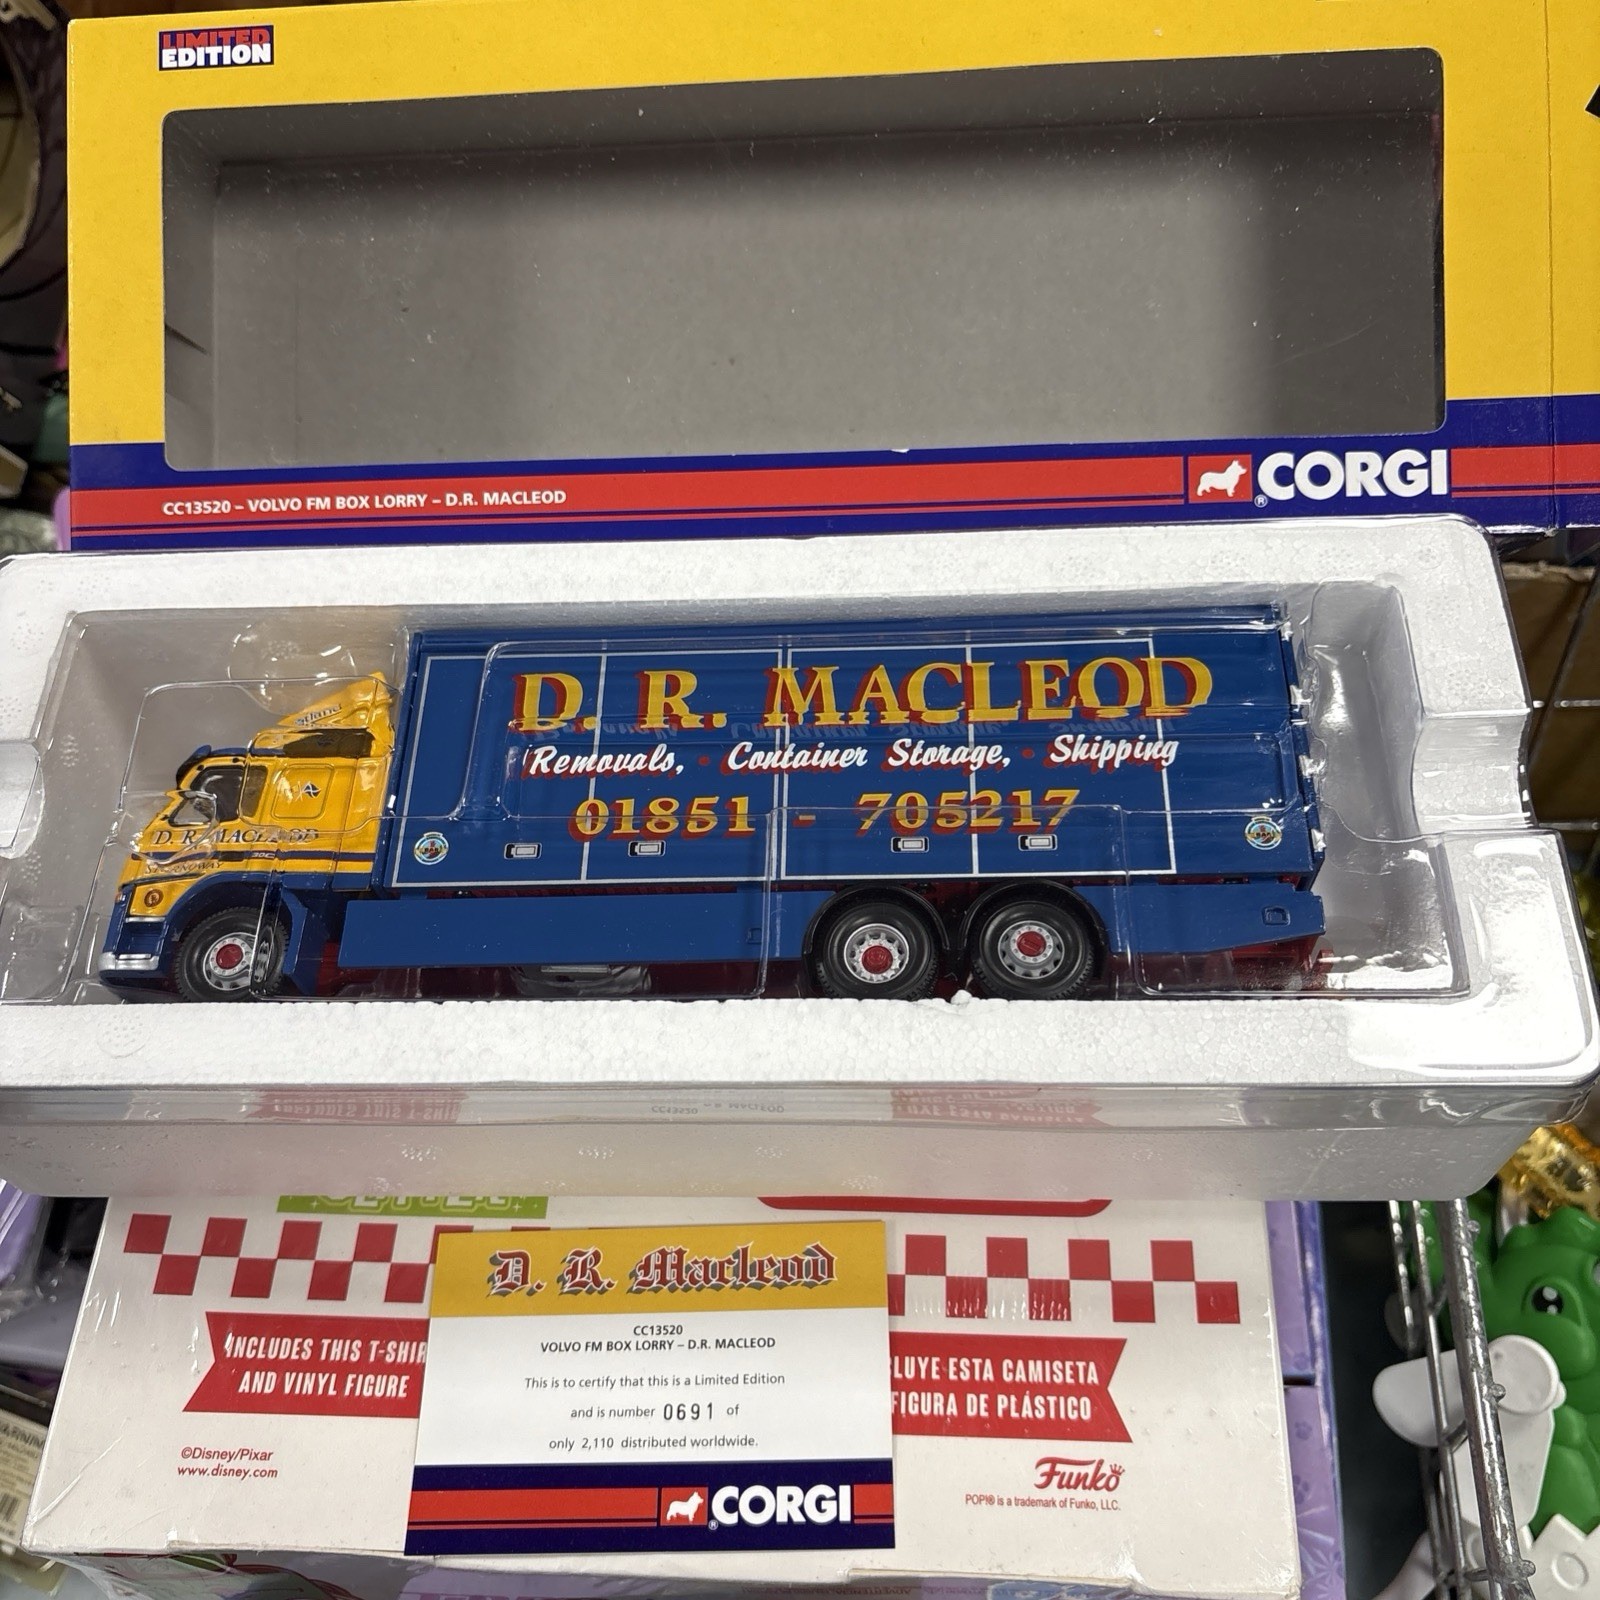 LIMITED
EDITION
CC13520 – VOLVO FM BOX LORRY – D.R. MACLEOD
® CORGI
D. R. MACLEOD
Removals, · Container Storage, · Shipping
01851 - 705217
D. R. MACLEOD
STORNOWAY
D. R. Macleod
CC13520
VOLVO FM BOX LORRY – D.R. MACLEOD
This is to certify that this is a Limited Edition
and is number 0691 of
only 2,110 distributed worldwide.
® CORGI
INCLUDES THIS T-SHIR
AND VINYL FIGURE
©Disney/Pixar
www.disney.com
LUYE ESTA CAMISETA
FIGURA DE PLÁSTICO
Funko
POP!® is a trademark of Funko, LLC.